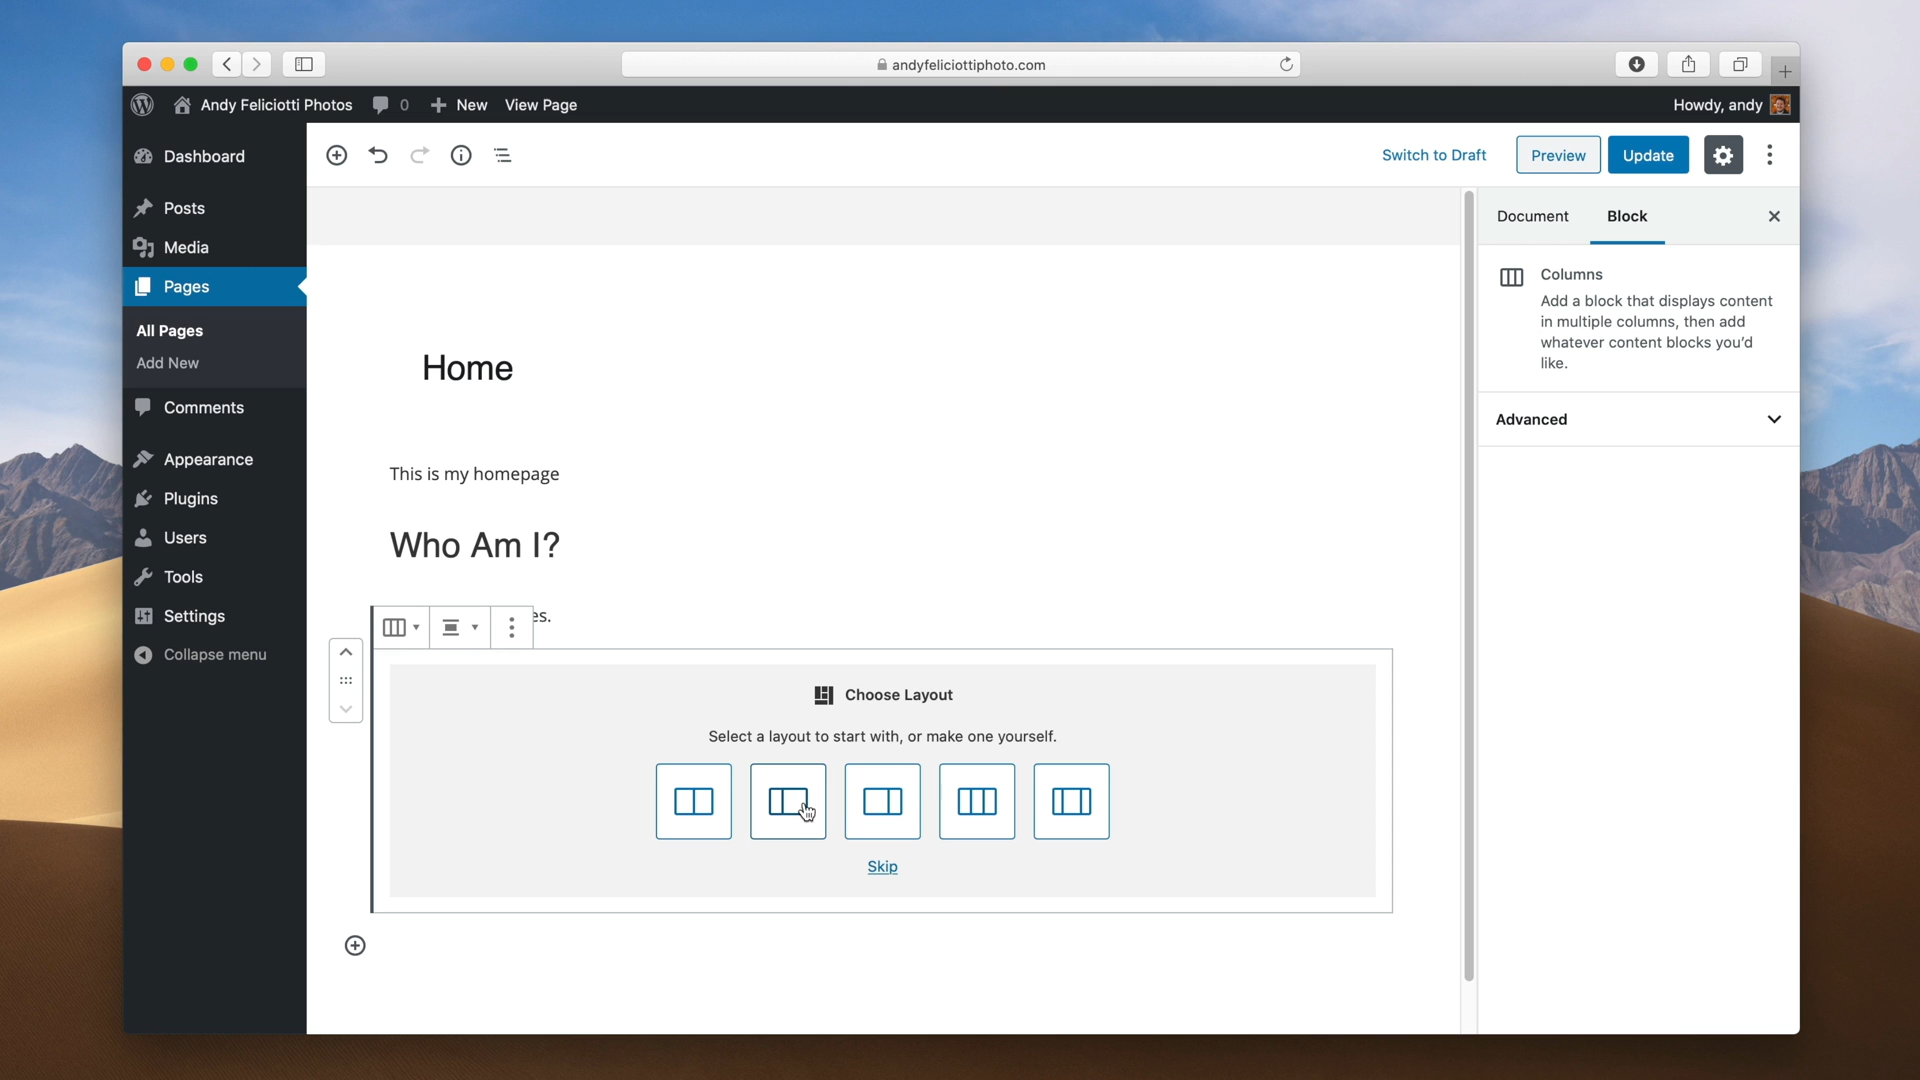 andyfeliciottiphoto.com
Andy Feliciotti Photos 0 New View Page Howdy, andy
Dashboard
Posts
Media
Pages
All Pages
Add New
Comments
Appearance
Plugins
Users
Tools
Settings
Collapse menu
Switch to Draft Preview Update
Home
This is my homepage
Who Am I?
es.
Choose Layout
Select a layout to start with, or make one yourself.
Skip
Document Block
Columns
Add a block that displays content
in multiple columns, then add
whatever content blocks you'd
like.
Advanced